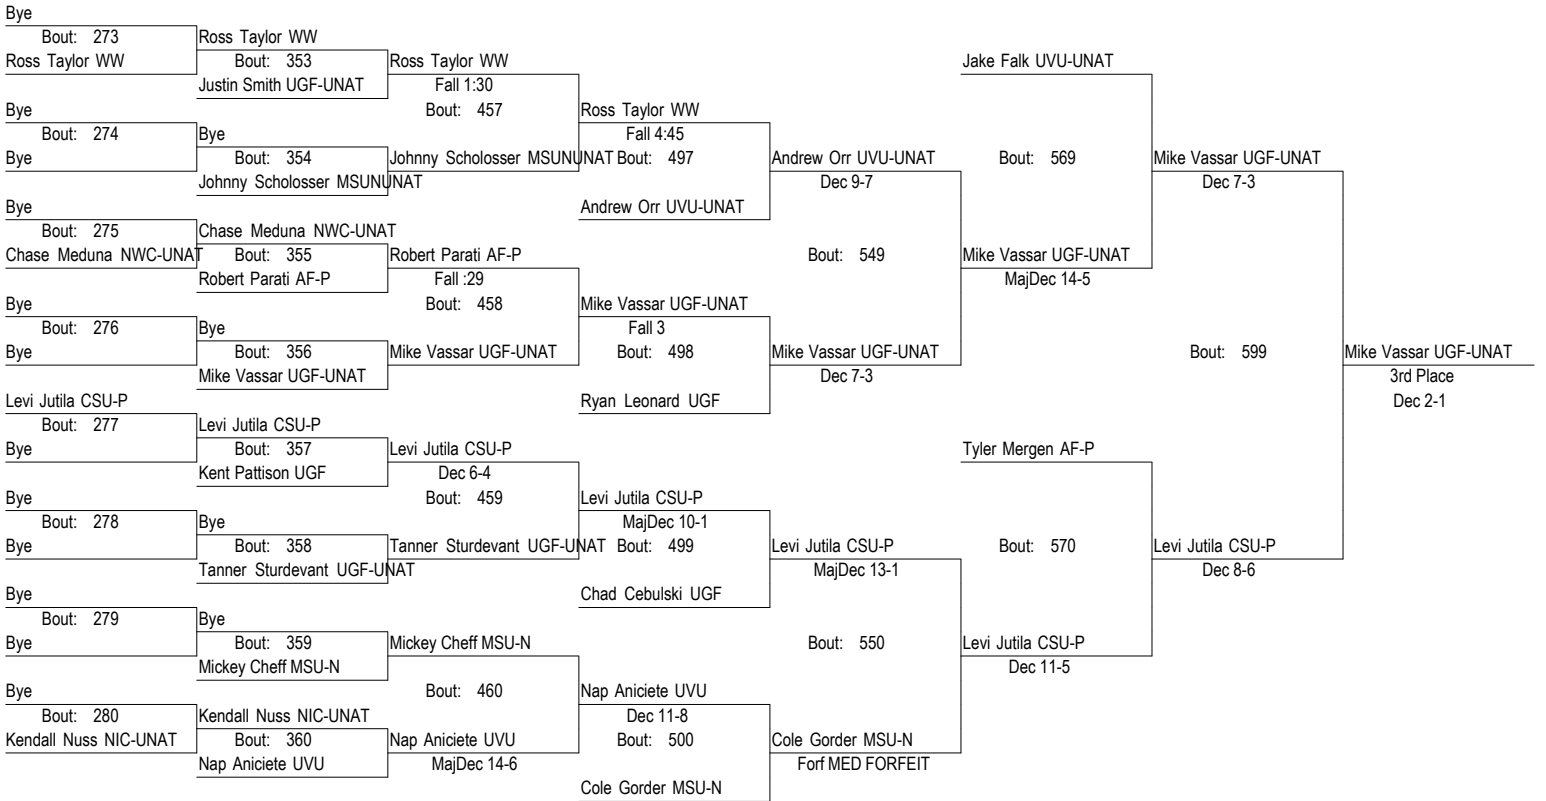 Bye
Bout: 273
Ross Taylor WW
Ross Taylor WW
Bout: 353
Justin Smith UGF-UNAT
Ross Taylor WW
Fall 1:30
Bout: 457
Jake Falk UVU-UNAT
Bye
Bout: 274
Bye
Bye
Bout: 354
Johnny Scholosser MSUNUNAT
Johnny Scholosser MSUNUNAT
Ross Taylor WW
Fall 4:45
Bout: 497
Andrew Orr UVU-UNAT
Andrew Orr UVU-UNAT
Dec 9-7
Bout: 569
Mike Vassar UGF-UNAT
Dec 7-3
Bye
Bout: 275
Chase Meduna NWC-UNAT
Chase Meduna NWC-UNAT
Bout: 355
Robert Parati AF-P
Robert Parati AF-P
Fall :29
Bout: 458
Bout: 549
Mike Vassar UGF-UNAT
MajDec 14-5
Bye
Bout: 276
Bye
Bye
Bout: 356
Mike Vassar UGF-UNAT
Mike Vassar UGF-UNAT
Mike Vassar UGF-UNAT
Fall 3
Bout: 498
Ryan Leonard UGF
Mike Vassar UGF-UNAT
Dec 7-3
Bout: 599
Mike Vassar UGF-UNAT
3rd Place
Dec 2-1
Levi Jutila CSU-P
Bout: 277
Bye
Levi Jutila CSU-P
Bout: 357
Kent Pattison UGF
Levi Jutila CSU-P
Dec 6-4
Bout: 459
Tyler Mergen AF-P
Bye
Bout: 278
Bye
Bye
Bout: 358
Tanner Sturdevant UGF-UNAT
Tanner Sturdevant UGF-UNAT
Levi Jutila CSU-P
MajDec 10-1
Bout: 499
Chad Cebulski UGF
Levi Jutila CSU-P
MajDec 13-1
Bout: 570
Levi Jutila CSU-P
Dec 8-6
Bye
Bout: 279
Bye
Bye
Bout: 359
Mickey Cheff MSU-N
Mickey Cheff MSU-N
Bout: 460
Bout: 550
Levi Jutila CSU-P
Dec 11-5
Bye
Bout: 280
Kendall Nuss NIC-UNAT
Kendall Nuss NIC-UNAT
Bout: 360
Nap Aniciete UVU
Nap Aniciete UVU
MajDec 14-6
Nap Aniciete UVU
Dec 11-8
Bout: 500
Cole Gorder MSU-N
Cole Gorder MSU-N
Forf MED FORFEIT